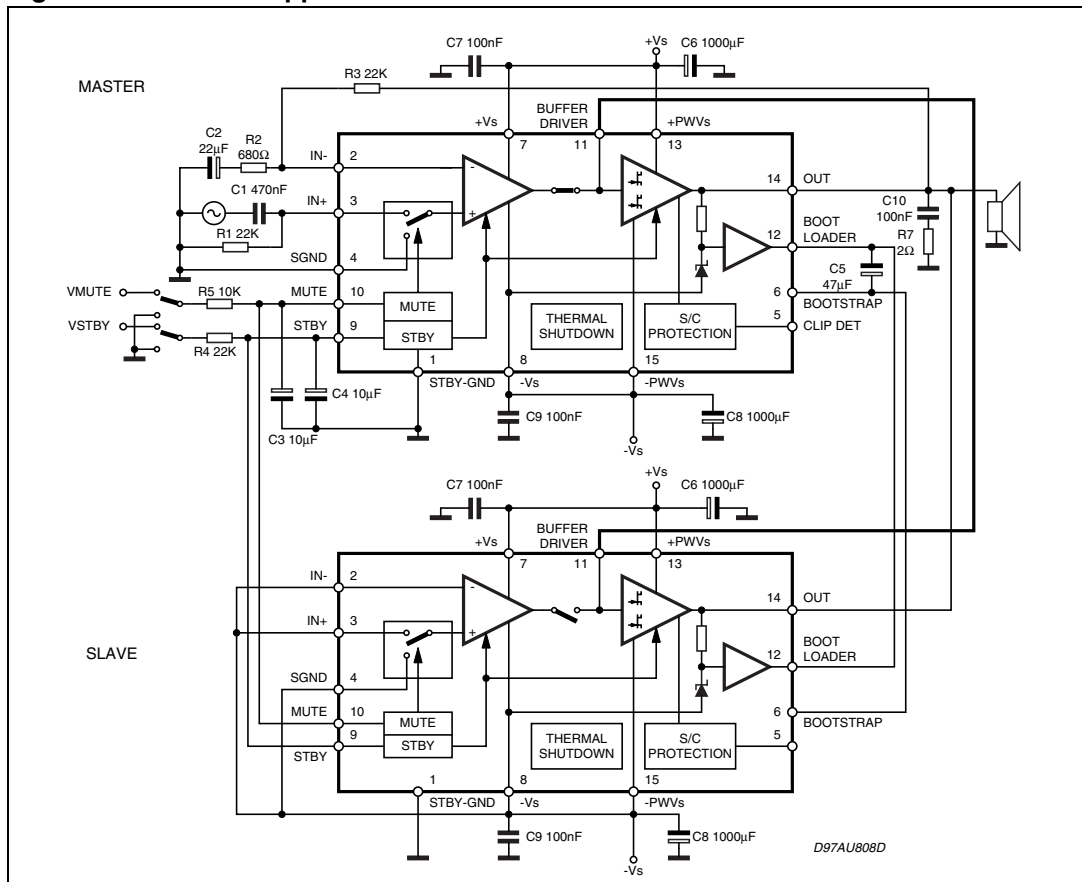 C7 100nF
+Vs
C6 1000µF
MASTER
R3 22K
BUFFER
DRIVER
+Vs
7
11
+PWVs
13
C2
22µF
R2
680Ω
IN-
2
C1 470nF
IN+
3
R1 22K
SGND
4
14
OUT
C10
100nF
R7
2Ω
12
BOOT
LOADER
C5
47µF
6
BOOTSTRAP
5
CLIP DET
VMUTE
R5 10K
MUTE
10
MUTE
VSTBY
R4 22K
STBY
9
STBY
THERMAL
SHUTDOWN
S/C
PROTECTION
1
STBY-GND
8
-Vs
15
-PWVs
C4 10µF
C3 10µF
C9 100nF
C8 1000µF
-Vs
C7 100nF
+Vs
C6 1000µF
BUFFER
DRIVER
+Vs
7
11
+PWVs
13
IN-
2
IN+
3
SLAVE
SGND
4
14
OUT
12
BOOT
LOADER
6
BOOTSTRAP
5
MUTE
10
MUTE
9
STBY
STBY
THERMAL
SHUTDOWN
S/C
PROTECTION
1
STBY-GND
8
-Vs
15
-PWVs
C9 100nF
C8 1000µF
-Vs
D97AU808D